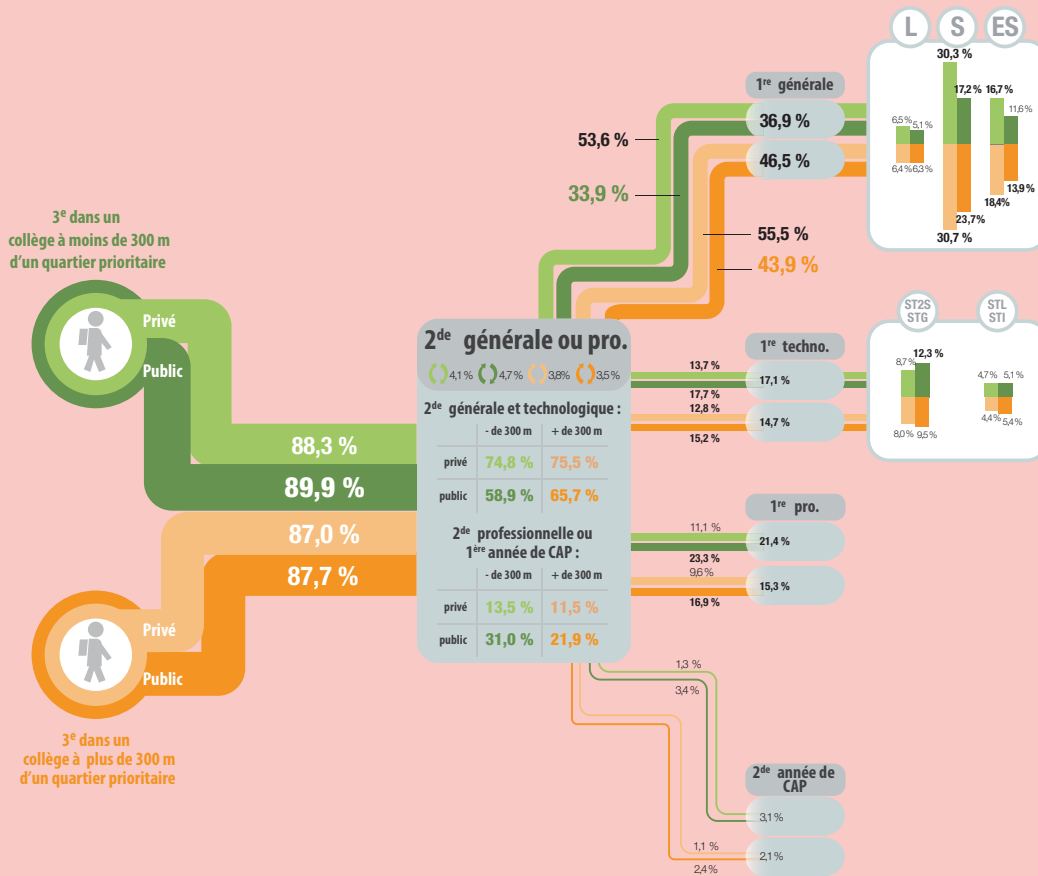 L S ES
30,3 %
17,2 % 16,7 %
11,6 %
6,5 % 5,1 %
6,4% 6,3 %
13,9 %
18,4%
23,7 %
30,7 %
1re générale
36,9 %
46,5 %
53,6 %
33,9 %
55,5 %
43,9 %
3e dans un
collège à moins de 300 m
d'un quartier prioritaire
Privé
Public
88,3 %
89,9 %
87,0 %
87,7 %
Privé
Public
3e dans un
collège à plus de 300 m
d'un quartier prioritaire
2de générale ou pro.
4,1 % 4,7 % 3,8% 3,5 %
2de générale et technologique :
- de 300 m + de 300 m
privé 74,8 % 75,5 %
public 58,9 % 65,7 %
2de professionnelle ou
1ère année de CAP :
- de 300 m + de 300 m
privé 13,5 % 11,5 %
public 31,0 % 21,9 %
1re techno.
13,7 %
17,1 %
17,7 %
12,8 %
14,7 %
15,2 %
ST2S
STG
STL
STI
8,7% 12,3 %
4,7 % 5,1 %
8,0 % 9,5 %
4,4 % 5,4 %
1re pro.
11,1 %
21,4 %
23,3 %
9,6 %
15,3 %
16,9 %
1,3 %
3,4 %
2de année de
CAP
3,1 %
1,1 %
2,1 %
2,4 %